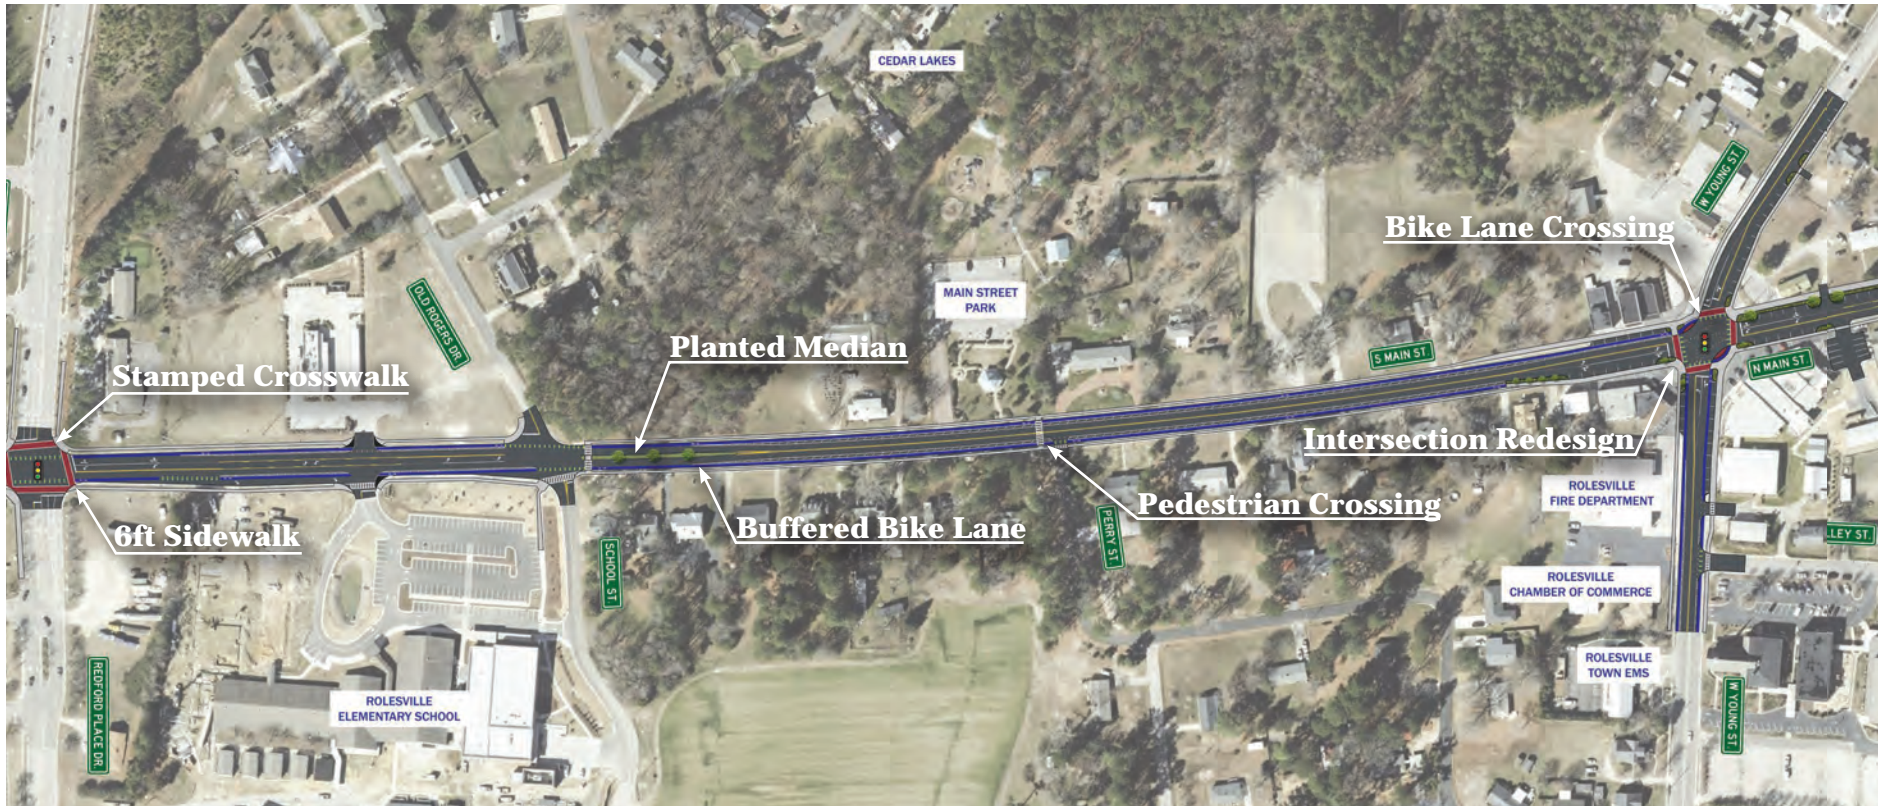 CEDAR LAKES
W YOUNG ST.
Bike Lane Crossing
OLD ROGERS DR.
MAIN STREET
PARK
Planted Median
S MAIN ST.
N MAIN ST.
Stamped Crosswalk
Intersection Redesign
ROLESVILLE
FIRE DEPARTMENT
Pedestrian Crossing
6ft Sidewalk
Buffered Bike Lane
PERRY ST.
LLEY ST.
SCHOOL ST.
ROLESVILLE
CHAMBER OF COMMERCE
ROLESVILLE
TOWN EMS
REDFORD PLACE DR.
ROLESVILLE
ELEMENTARY SCHOOL
W YOUNG ST.